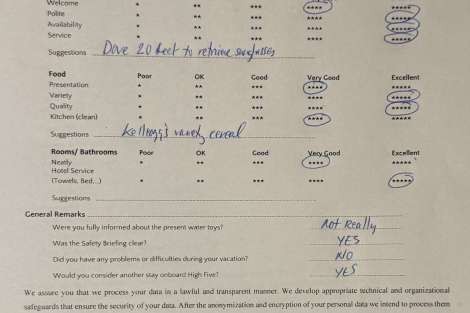 Welcome * ** *** **** *****
Polite * ** *** **** *****
Availability * ** *** **** *****
Service * ** *** **** *****
Suggestions Dove 20 feet to retrieve sunglasses
Food Poor OK Good Very Good Excellent
Presentation * ** *** **** *****
Variety * ** *** **** *****
Quality * ** *** **** *****
Kitchen (clean) * ** *** **** *****
Suggestions Kellogg's variety cereal
Rooms/ Bathrooms Poor OK Good Very Good Excellent
Neatly * ** *** **** *****
Hotel Service
(Towels, Bed...) * ** *** **** *****
Suggestions
General Remarks
Were you fully informed about the present water toys? Not Really
Was the Safety Briefing clear? YES
Did you have any problems or difficulties during your vacation? NO
Would you consider another stay onboard High Five? YES
We assure you that we process your data in a lawful and transparent manner. We develop appropriate technical and organizational
safeguards that ensure the security of your data. After the anonymization and encryption of your personal data we intend to process them